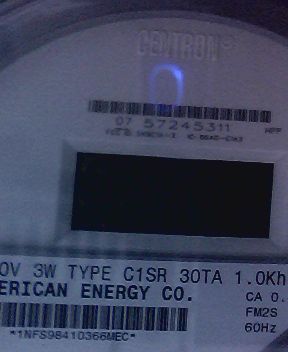 CENTRON®
07 57245311
0V 3W TYPE C1SR 30TA 1.0Kh
ERICAN ENERGY CO. CA 0.
FM2S
60Hz
*1NFS98410366MEC*